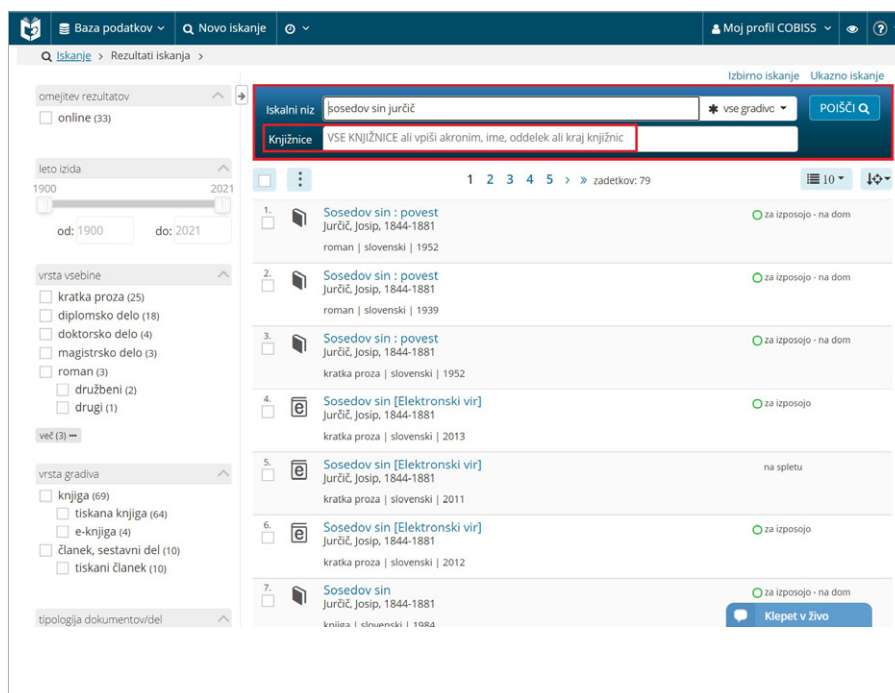 Baza podatkov
Novo iskanje
Moj profil COBISS
?
Iskanje > Rezultati iskanja >
Izbirno iskanje Ukazno iskanje
omejitev rezultatov
online (33)
leto izida
1900 2021
od: 1900 do: 2021
vrsta vsebine
kratka proza (25)
diplomsko delo (18)
doktorsko delo (4)
magistrsko delo (3)
roman (3)
družbeni (2)
drugi (1)
več (3)
vrsta gradiva
knjiga (69)
tiskana knjiga (64)
e-knjiga (4)
članek, sestavni del (10)
tiskani članek (10)
tipologija dokumentov/del
Iskalni niz sosedov sin jurčič vse gradivo POIŠČI
Knjižnice VSE KNJIŽNICE ali vpiši akronim, ime, oddelek ali kraj knjižnic
1 2 3 4 5 > » zadetkov: 79 10
1. Sosedov sin : povest za izposojo - na dom
Jurčič, Josip, 1844-1881
roman | slovenski | 1952
2. Sosedov sin : povest za izposojo - na dom
Jurčič, Josip, 1844-1881
roman | slovenski | 1939
3. Sosedov sin : povest za izposojo - na dom
Jurčič, Josip, 1844-1881
kratka proza | slovenski | 1952
4. Sosedov sin [Elektronski vir] za izposojo
Jurčič, Josip, 1844-1881
kratka proza | slovenski | 2013
5. Sosedov sin [Elektronski vir] na spletu
Jurčič, Josip, 1844-1881
kratka proza | slovenski | 2011
6. Sosedov sin [Elektronski vir] za izposojo
Jurčič, Josip, 1844-1881
kratka proza | slovenski | 2012
7. Sosedov sin za izposojo - na dom
Jurčič, Josip, 1844-1881
knjiga | slovenski | 1984
Klepet v živo